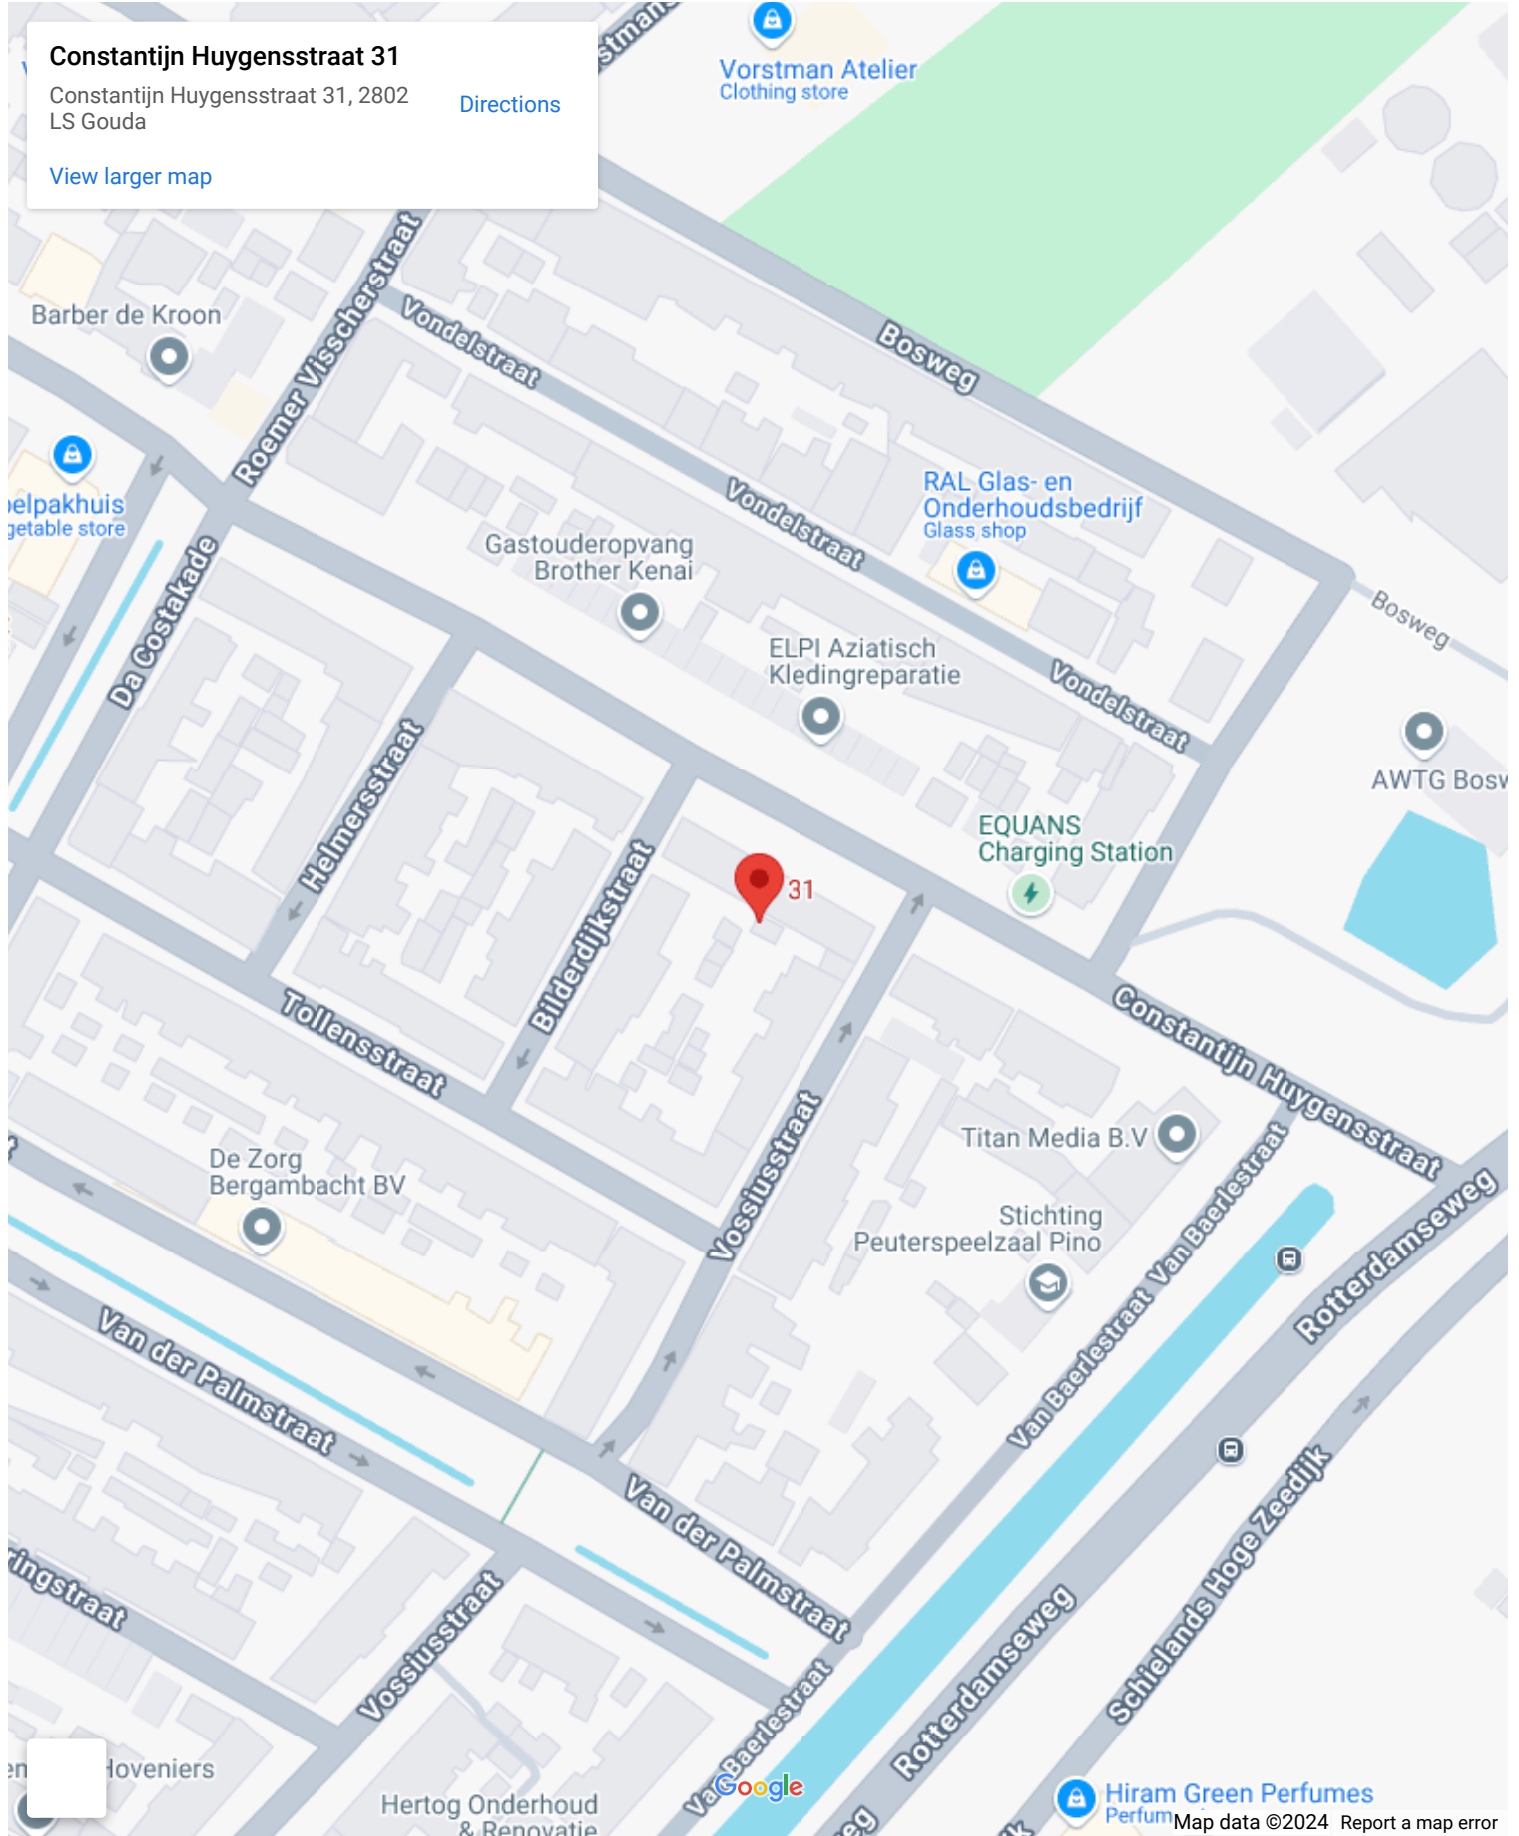 Constantijn Huygensstraat 31
Constantijn Huygensstraat 31, 2802
LS Gouda
Directions
View larger map
Vorstman Atelier
Clothing store
Barber de Kroon
Roemer Visscherstraat
Vondelstraat
Bosweg
Vondelstraat
RAL Glas- en
Onderhoudsbedrijf
Glass shop
Gastouderopvang
Brother Kenai
Da Costakade
Bosweg
ELPI Aziatisch
Kledingreparatie
Vondelstraat
AWTG Bosw
EQUANS
Charging Station
Helmersstraat
Bilderdijkstraat
31
Tollensstraat
Constantijn Huygensstraat
Vossiusstraat
Titan Media B.V
De Zorg
Bergambacht BV
Stichting
Peuterspeelzaal Pino
Van Baerlestraat
Van Baerlestraat
Rotterdamseweg
Van der Palmstraat
Van der Palmstraat
Schielands Hoge Zeedijk
Rotterdamseweg
Vossiusstraat
ringstraat
Van Baerlestraat
Hoveniers
Hertog Onderhoud
& Renovatie
Google
Hiram Green Perfumes
Map data ©2024
Report a map error